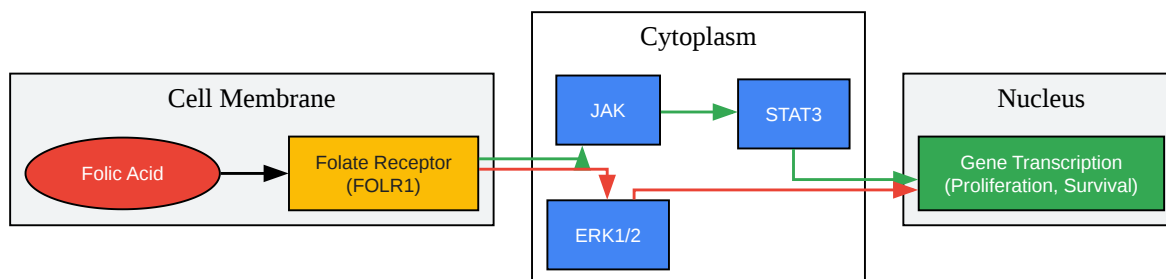 Cell Membrane
Folic Acid
Folate Receptor
(FOLR1)
Cytoplasm
JAK
STAT3
ERK1/2
Nucleus
Gene Transcription
(Proliferation, Survival)